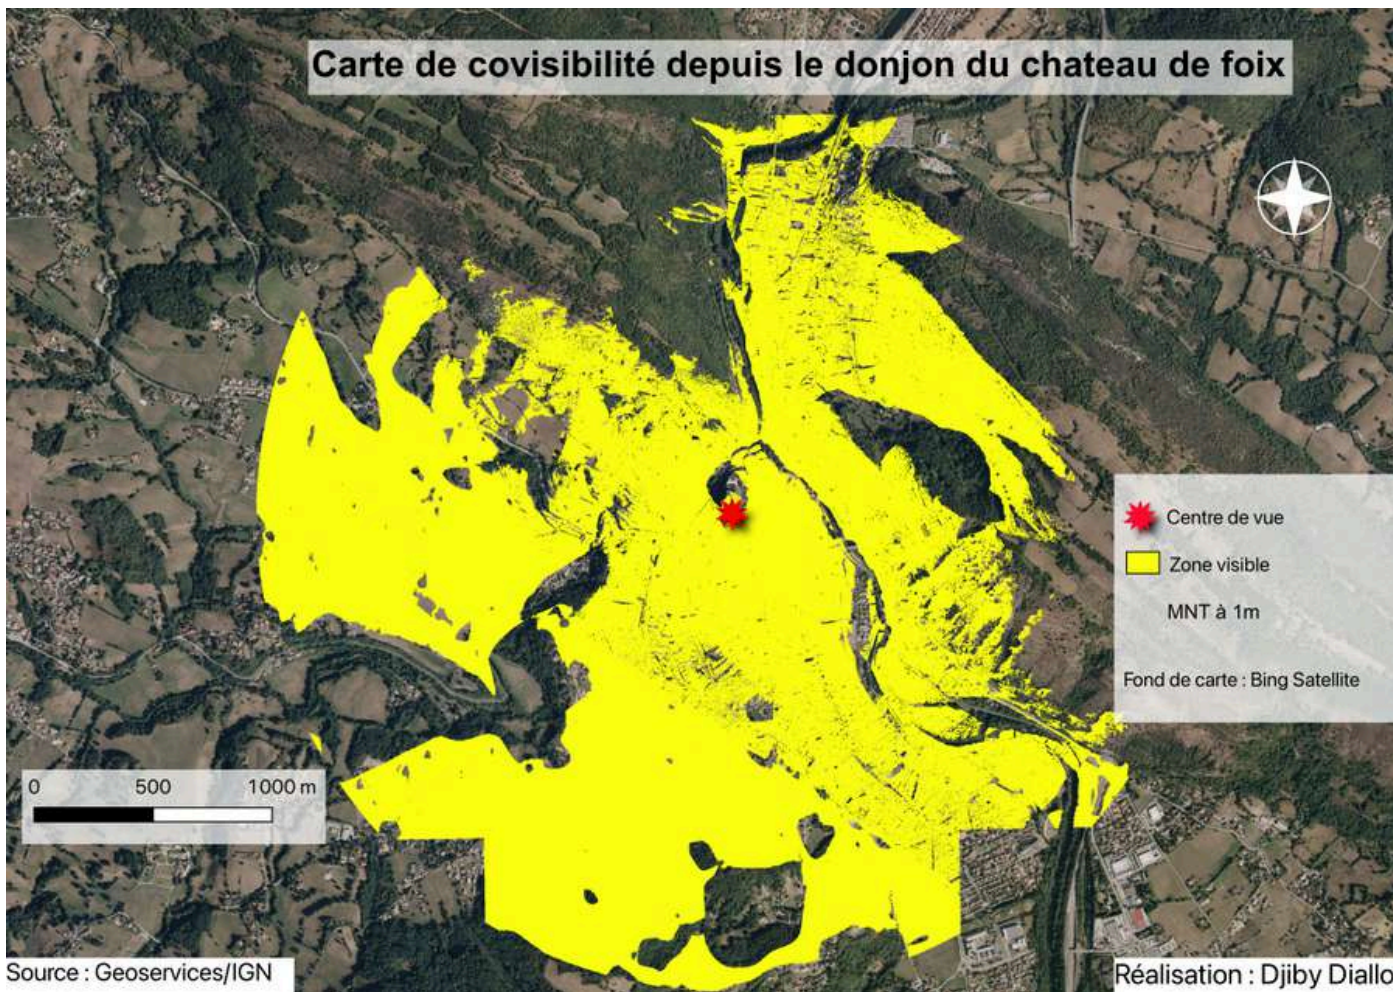 Carte de covisibilité depuis le donjon du chateau de foix
Centre de vue
Zone visible
MNT à 1m
Fond de carte : Bing Satellite
0 500 1000 m
Source : Geoservices/IGN
Réalisation : Djiby Diallo